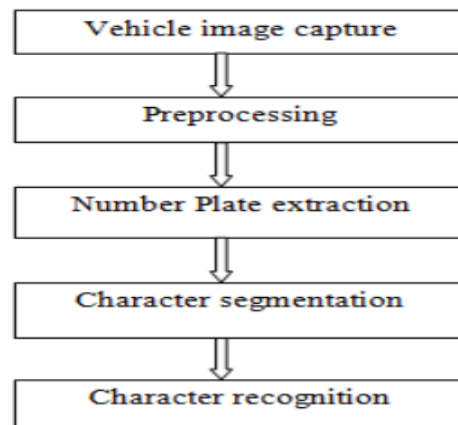 Vehicle image capture
Preprocessing
Number Plate extraction
Character segmentation
Character recognition